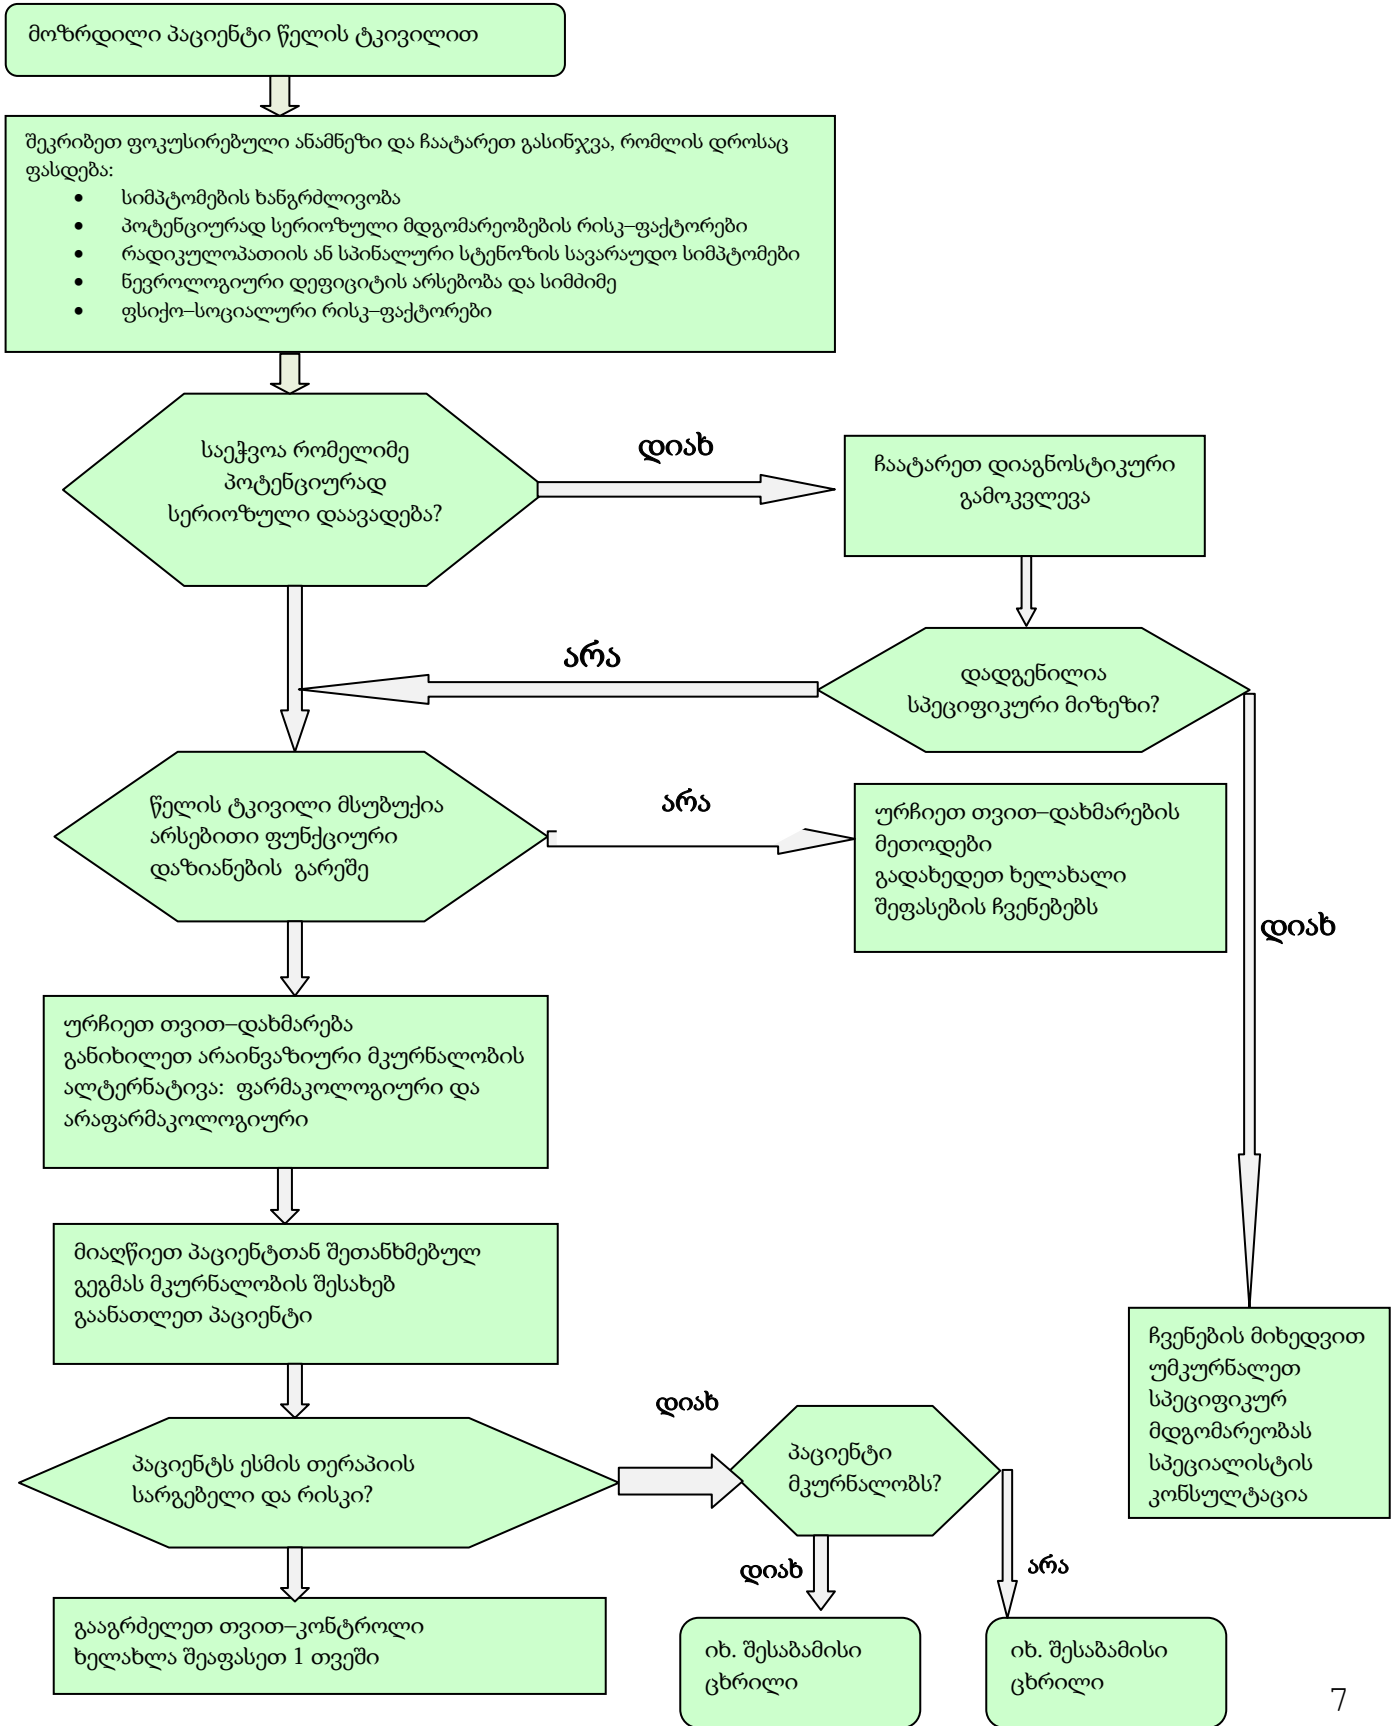 მოზრდილი პაციენტი წელის ტკივილით
შეკრიბეთ ფოკუსირებული ანამნეზი და ჩაატარეთ გასინჯვა, რომლის დროსაც
ფასდება:
• სიმპტომების ხანგრძლივობა
• პოტენციურად სერიოზული მდგომარეობების რისკ–ფაქტორები
• რადიკულოპათიის ან სპინალური სტენოზის სავარაუდო სიმპტომები
• ნევროლოგიური დეფიციტის არსებობა და სიმძიმე
• ფსიქო–სოციალური რისკ–ფაქტორები
საეჭვოა რომელიმე
პოტენციურად
სერიოზული დაავადება?
დიახ
ჩაატარეთ დიაგნოსტიკური
გამოკვლევა
არა
დადგენილია
სპეციფიკური მიზეზი?
წელის ტკივილი მსუბუქია
არსებითი ფუნქციური
დაზიანების გარეშე
არა
ურჩიეთ თვით–დახმარების
მეთოდები
გადახედეთ ხელახალი
შეფასების ჩვენებებს
დიახ
ურჩიეთ თვით–დახმარება
განიხილეთ არაინვაზიური მკურნალობის
ალტერნატივა: ფარმაკოლოგიური და
არაფარმაკოლოგიური
მიაღწიეთ პაციენტთან შეთანხმებულ
გეგმას მკურნალობის შესახებ
გაანათლეთ პაციენტი
ჩვენების მიხედვით
უმკურნალეთ
სპეციფიკურ
მდგომარეობას
სპეციალისტის
კონსულტაცია
პაციენტს ესმის თერაპიის
სარგებელი და რისკი?
დიახ
პაციენტი
მკურნალობს?
დიახ
არა
გააგრძელეთ თვით–კონტროლი
ხელახლა შეაფასეთ 1 თვეში
იხ. შესაბამისი
ცხრილი
იხ. შესაბამისი
ცხრილი
7